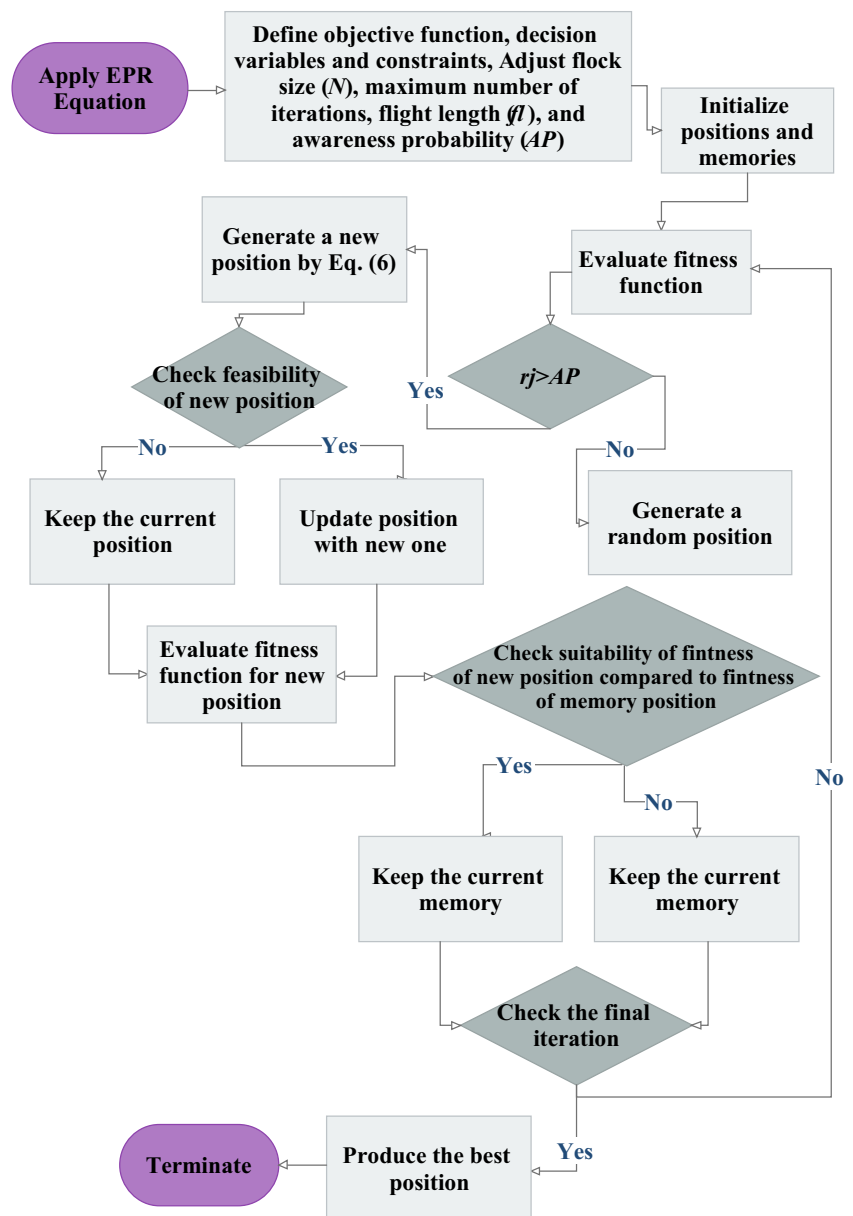 Apply EPR
Equation
Define objective function, decision
variables and constraints, Adjust flock
size (N), maximum number of
iterations, flight length (fl ), and
awareness probability (AP)
Initialize
positions and
memories
Generate a new
position by Eq. (6)
Evaluate fitness
function
Check feasibility
of new position
rj>AP
Yes
No
No
Yes
Keep the current
position
Update position
with new one
Generate a
random position
Evaluate fitness
function for new
position
Check suitability of fintness
of new position compared to fintness
of memory position
Yes
No
No
Keep the current
memory
Keep the current
memory
Check the final
iteration
Yes
Produce the best
position
Terminate